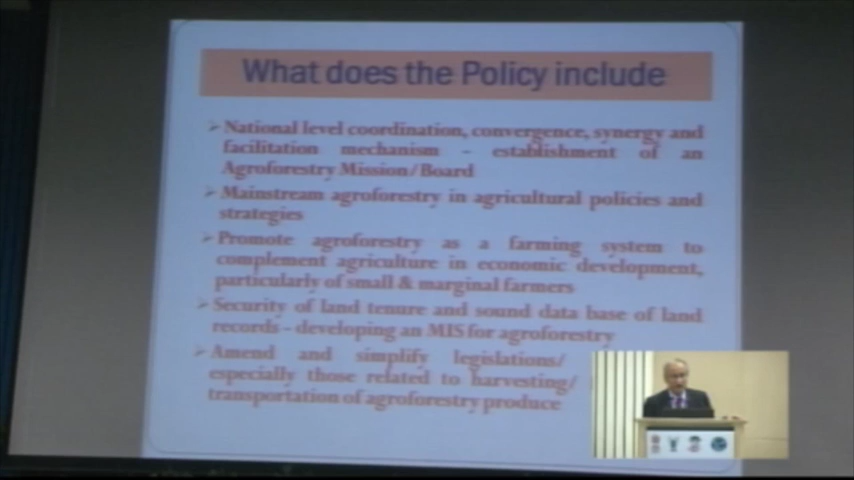 What does the Policy include
➢ National level coordination, convergence, synergy and
facilitation mechanism - establishment of an
Agroforestry Mission/Board
➢ Mainstream agroforestry in agricultural policies and
strategies
➢ Promote agroforestry as a farming system to
complement agriculture in economic development,
particularly of small & marginal farmers
➢ Security of land tenure and sound data base of land
records - developing an MIS for agroforestry
➢ Amend and simplify legislations/
especially those related to harvesting/
transportation of agroforestry produce